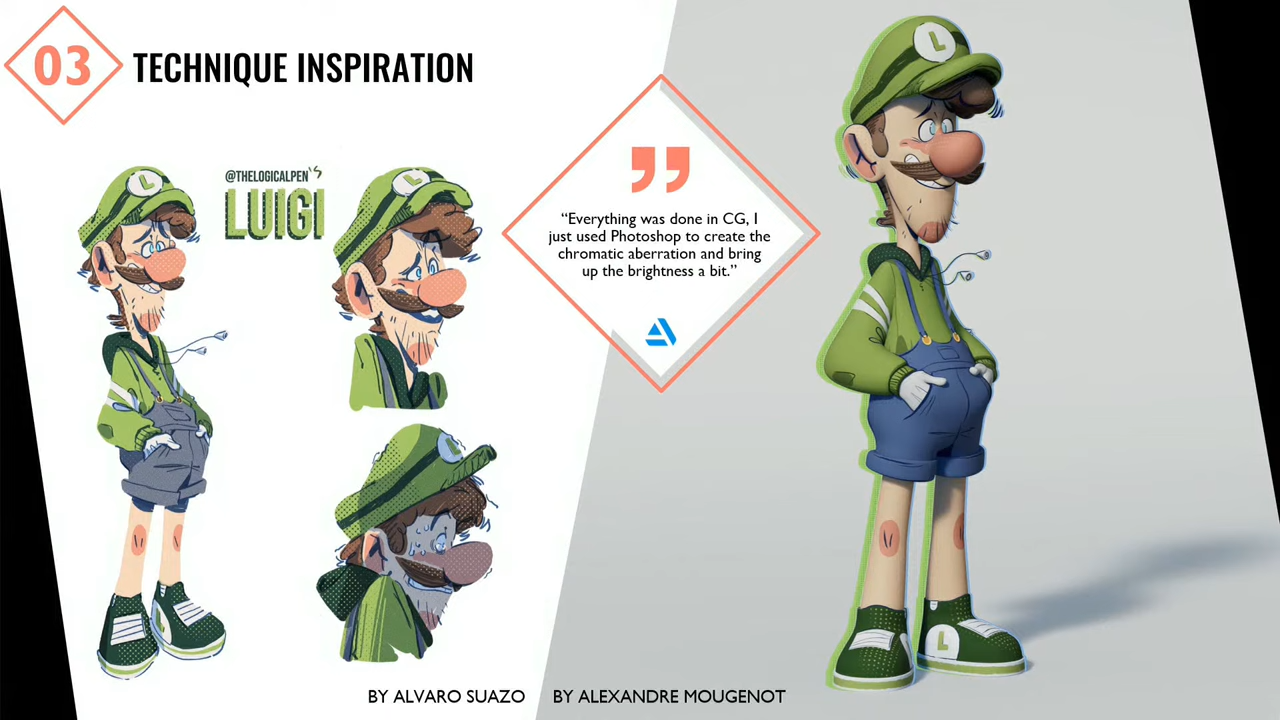 03
TECHNIQUE INSPIRATION
@THELOGICALPEN'S
LUIGI
L
L
L
”
“Everything was done in CG, I
just used Photoshop to create the
chromatic aberration and bring
up the brightness a bit.”
L
L
BY ALVARO SUAZO
BY ALEXANDRE MOUGENOT